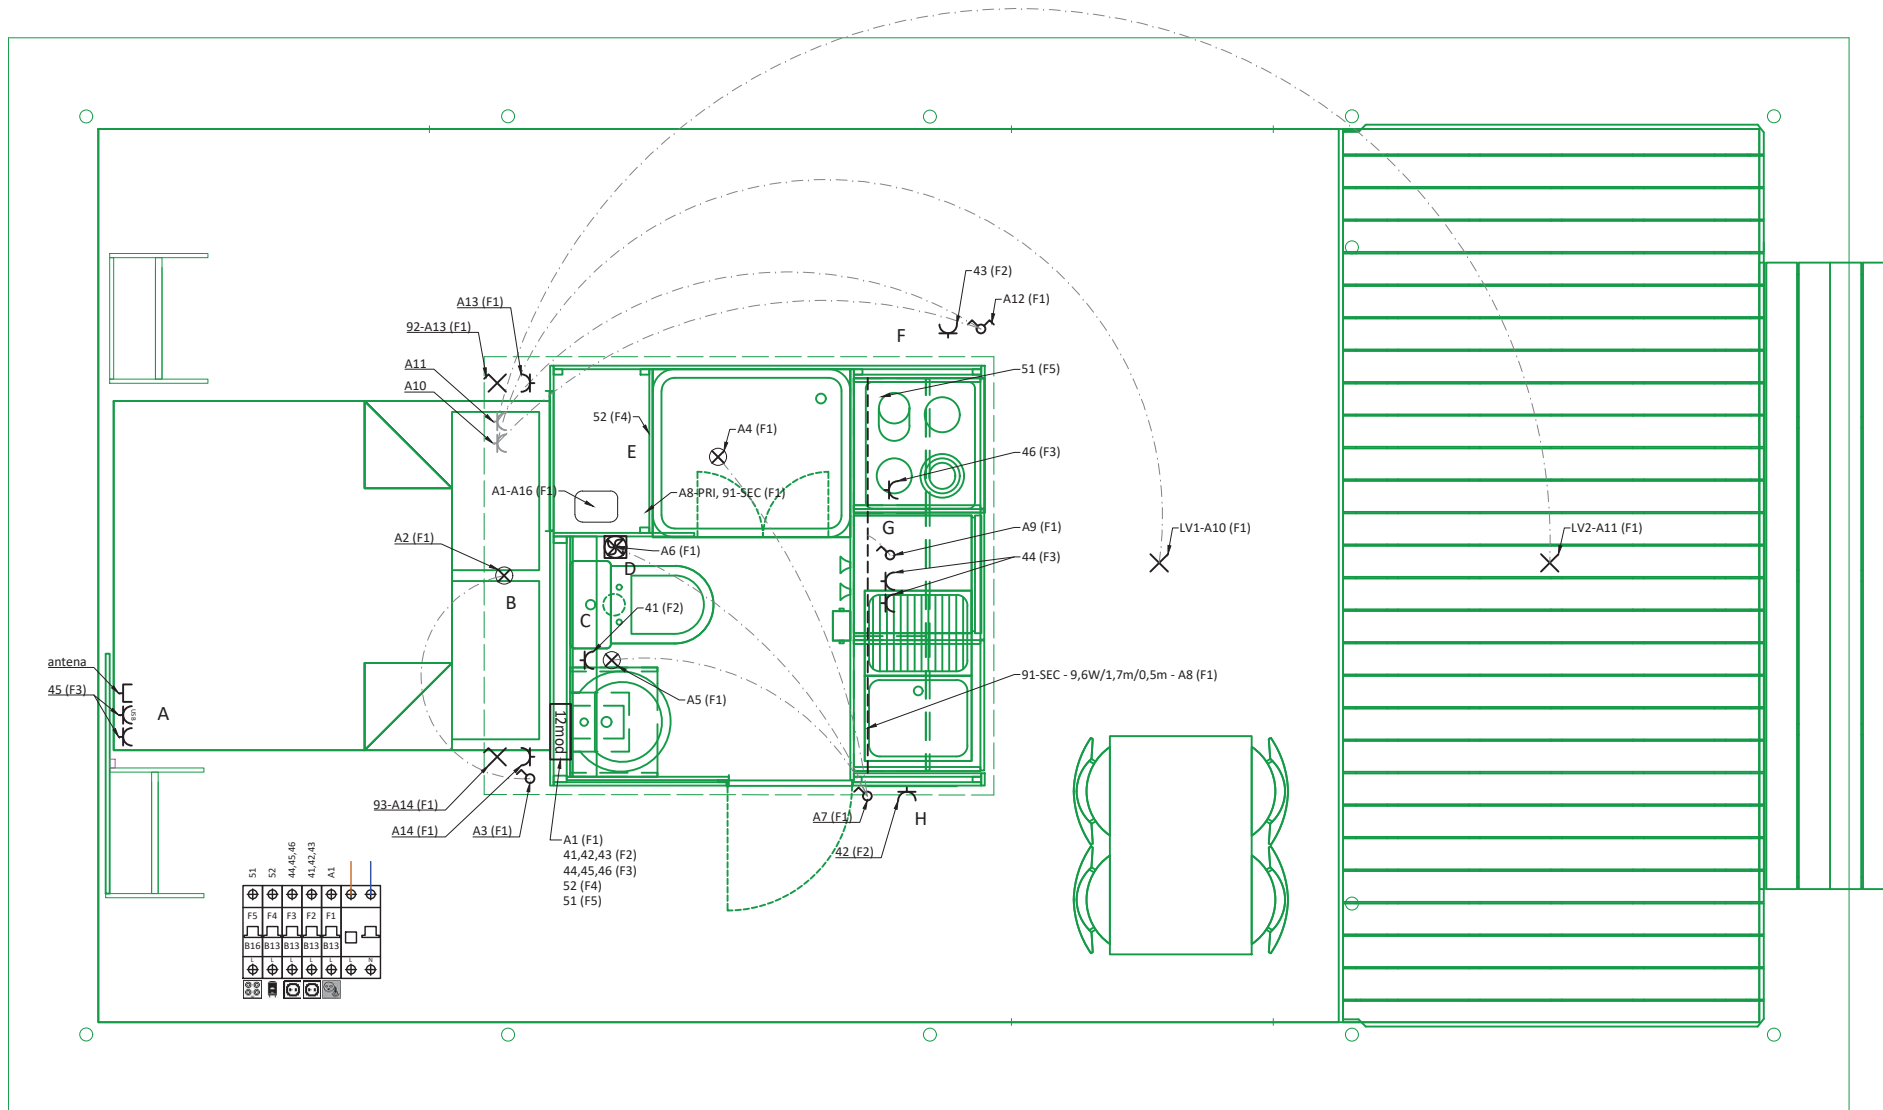 43 (F2)
A12 (F1)
A13 (F1)
92-A13 (F1)
F
A11
A10
51 (F5)
52 (F4)
A4 (F1)
E
46 (F3)
A1-A16 (F1)
A8-PRI, 91-SEC (F1)
G
A9 (F1)
LV1-A10 (F1)
LV2-A11 (F1)
A2 (F1)
A6 (F1)
44 (F3)
D
B
41 (F2)
C
antena
45 (F3)
USB
A
91-SEC - 9,6W/1,7m/0,5m - A8 (F1)
A5 (F1)
12mod
93-A14 (F1)
A14 (F1)
A3 (F1)
A7 (F1)
H
42 (F2)
A1 (F1)
41,42,43 (F2)
44,45,46 (F3)
52 (F4)
51 (F5)
51 52 44,45,46 41,42,43 A1
F5 F4 F3 F2 F1
B16 B13 B13 B13 B13
L L L L L L N